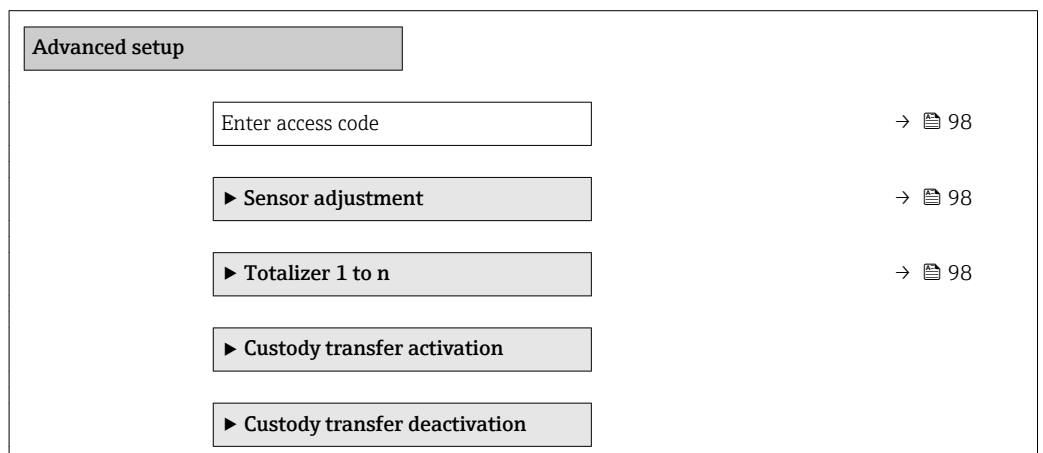 Advanced setup
Enter access code → 98
▶ Sensor adjustment → 98
▶ Totalizer 1 to n → 98
▶ Custody transfer activation
▶ Custody transfer deactivation